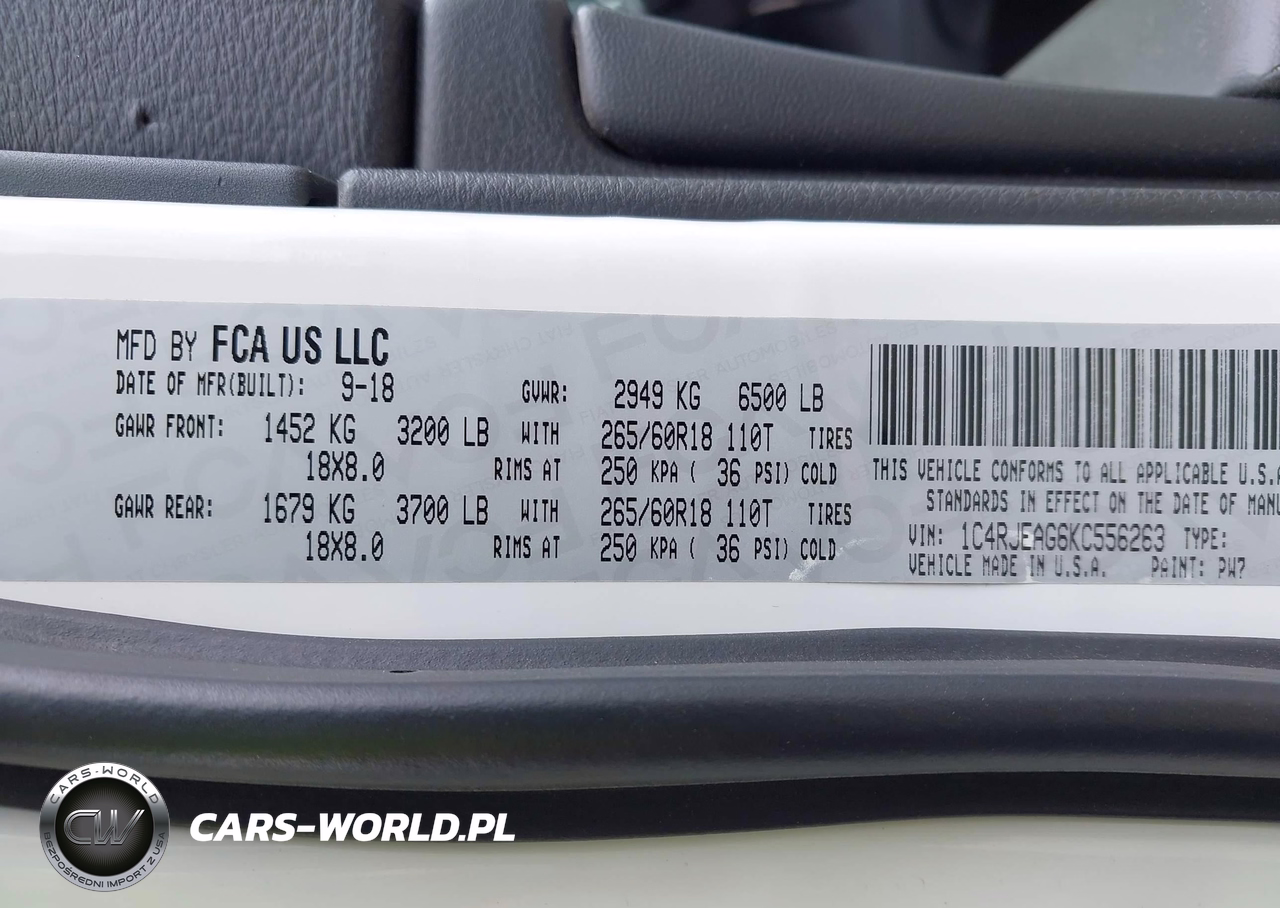 MFD BY FCA US LLC
DATE OF MFR(BUILT): 9-18 GVWR: 2949 KG 6500 LB
GAWR FRONT: 1452 KG 3200 LB WITH 265/60R18 110T TIRES
18X8.0 RIMS AT 250 KPA ( 36 PSI) COLD
GAWR REAR: 1679 KG 3700 LB WITH 265/60R18 110T TIRES
18X8.0 RIMS AT 250 KPA ( 36 PSI) COLD
THIS VEHICLE CONFORMS TO ALL APPLICABLE U.S.A
STANDARDS IN EFFECT ON THE DATE OF MANU
VIN: 1C4RJEAG6KC556263 TYPE:
VEHICLE MADE IN U.S.A. PAINT: PW7
CARS-WORLD
CW
BEZPOŚREDNI IMPORT Z USA
CARS-WORLD.PL